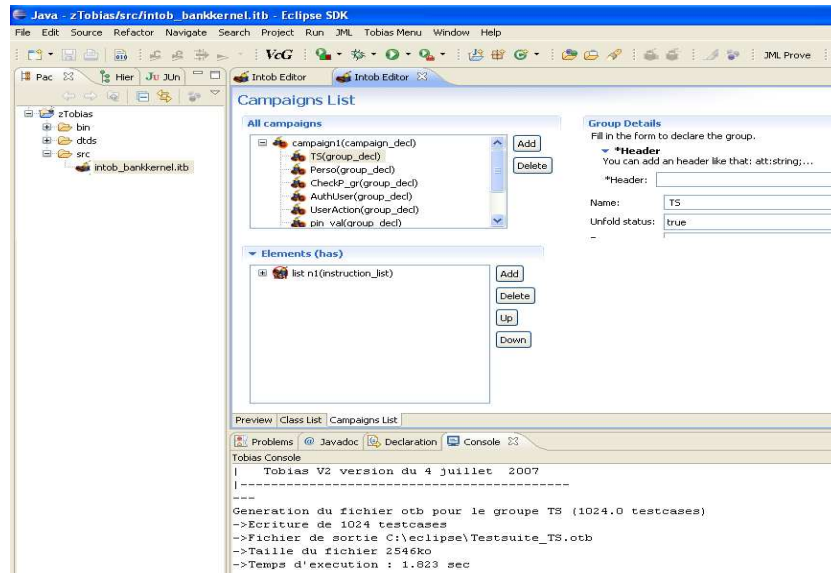 Java - zTobias/src/intob_bankkernel.itb - Eclipse SDK
File Edit Source Refactor Navigate Search Project Run JML Tobias Menu Window Help
VcG JML Prove
Pac Hier JUn
Intob Editor Intob Editor
zTobias
bin
dtds
src
intob_bankkernel.itb
Campaigns List
All campaigns
campaign1(campaign_decl)
TS(group_decl)
Perso(group_decl)
CheckP_gr(group_decl)
AuthUser(group_decl)
UserAction(group_decl)
pin_val(group_decl)
Add
Delete
Group Details
Fill in the form to declare the group.
*Header
You can add an header like that: att:string;...
*Header:
Name: TS
Unfold status: true
Elements (has)
list n1(instruction_list)
Add
Delete
Up
Down
Preview Class List Campaigns List
Problems @ Javadoc Declaration Console
Tobias Console
| Tobias V2 version du 4 juillet 2007
|------------------------------------------
---
Generation du fichier otb pour le groupe TS (1024.0 testcases)
->Ecriture de 1024 testcases
->Fichier de sortie C:\eclipse\Testsuite_TS.otb
->Taille du fichier 2546ko
->Temps d'execution : 1.823 sec